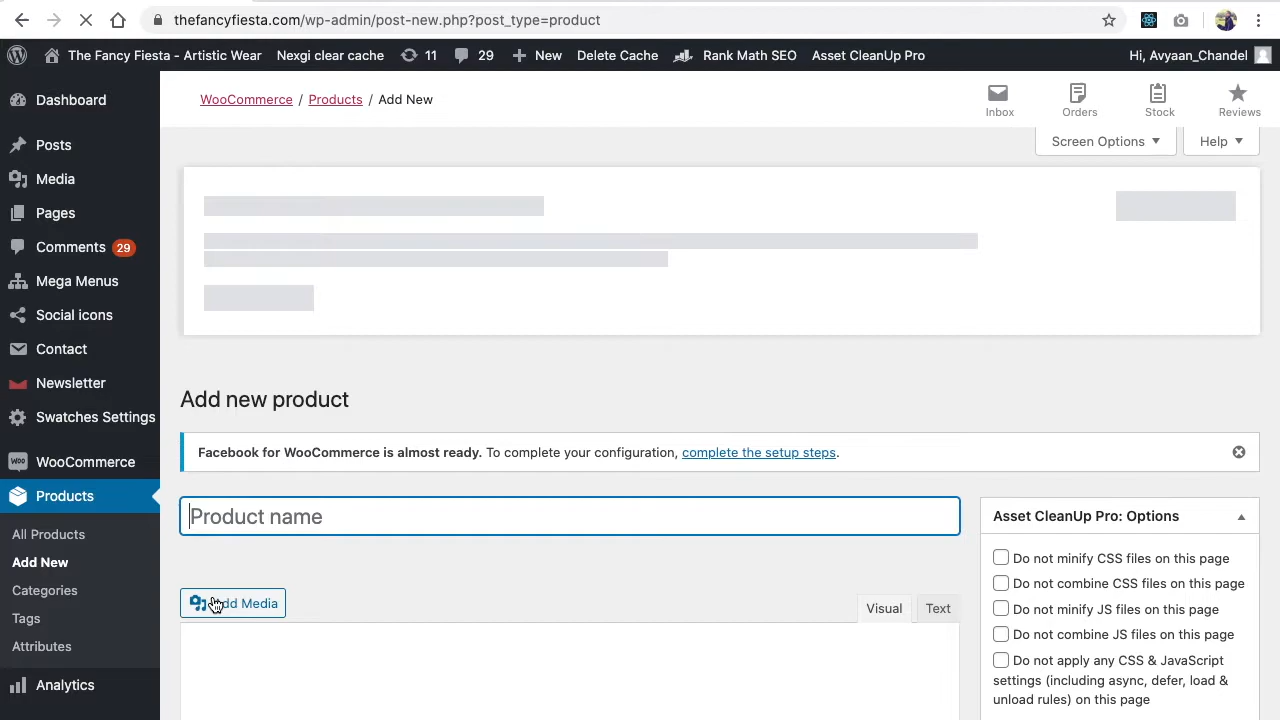 thefancyfiesta.com/wp-admin/post-new.php?post_type=product
The Fancy Fiesta - Artistic Wear Nexgi clear cache 11 29 New Delete Cache Rank Math SEO Asset CleanUp Pro Hi, Avyaan_Chandel
Dashboard
Posts
Media
Pages
Comments 29
Mega Menus
Social icons
Contact
Newsletter
Swatches Settings
WooCommerce
Products
All Products
Add New
Categories
Tags
Attributes
Analytics
WooCommerce / Products / Add New
Inbox Orders Stock Reviews
Screen Options Help
Add new product
Facebook for WooCommerce is almost ready. To complete your configuration, complete the setup steps.
Product name
Add Media
Visual Text
Asset CleanUp Pro: Options
Do not minify CSS files on this page
Do not combine CSS files on this page
Do not minify JS files on this page
Do not combine JS files on this page
Do not apply any CSS & JavaScript
settings (including async, defer, load &
unload rules) on this page